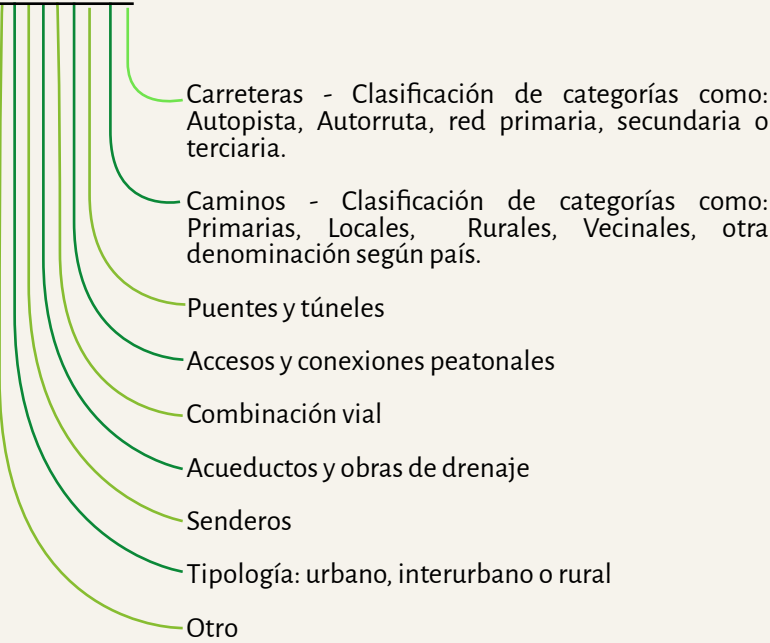 Carreteras - Clasificación de categorías como:
Autopista, Autorruta, red primaria, secundaria o
terciaria.
Caminos - Clasificación de categorías como:
Primarias, Locales, Rurales, Vecinales, otra
denominación según país.
Puentes y túneles
Accesos y conexiones peatonales
Combinación vial
Acueductos y obras de drenaje
Senderos
Tipología: urbano, interurbano o rural
Otro